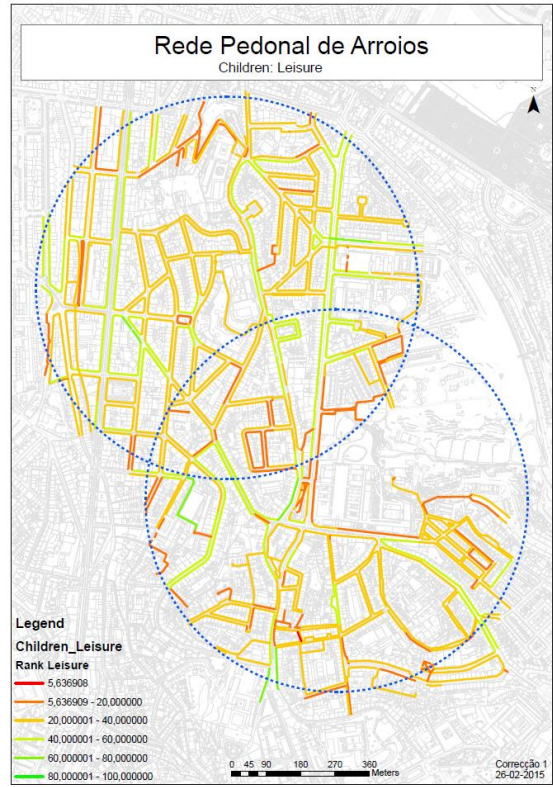 Rede Pedonal de Arroios
Children: Leisure
N
Legend
Children_Leisure
Rank Leisure
5,636908
5,636909 - 20,000000
20,000001 - 40,000000
40,000001 - 60,000000
60,000001 - 80,000000
80,000001 - 100,000000
0 45 90 180 270 360
Meters
Correcção 1
26-02-2015